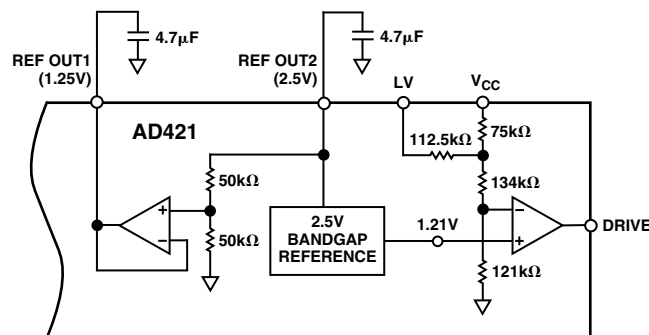 4.7μF
4.7μF
REF OUT1
(1.25V)
REF OUT2
(2.5V)
LV
VCC
AD421
112.5kΩ
75kΩ
50kΩ
134kΩ
+
–
50kΩ
2.5V
BANDGAP
REFERENCE
1.21V
–
+
DRIVE
121kΩ